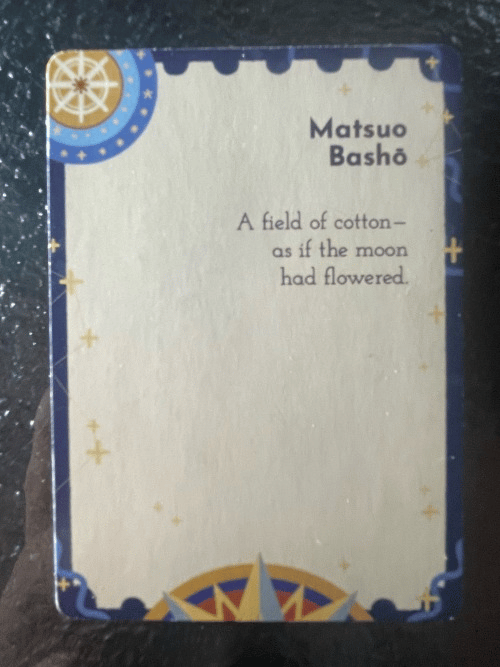 Matsuo
Bashō
A field of cotton—
as if the moon
had flowered.